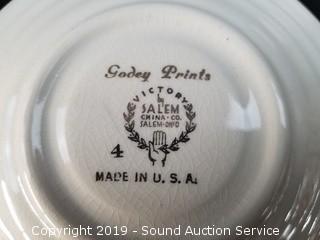 Godey Prints
VICTORY
by
SALEM
CHINA · CO.
SALEM-OHIO
4
MADE IN U. S. A.
Copyright 2019 - Sound Auction Service